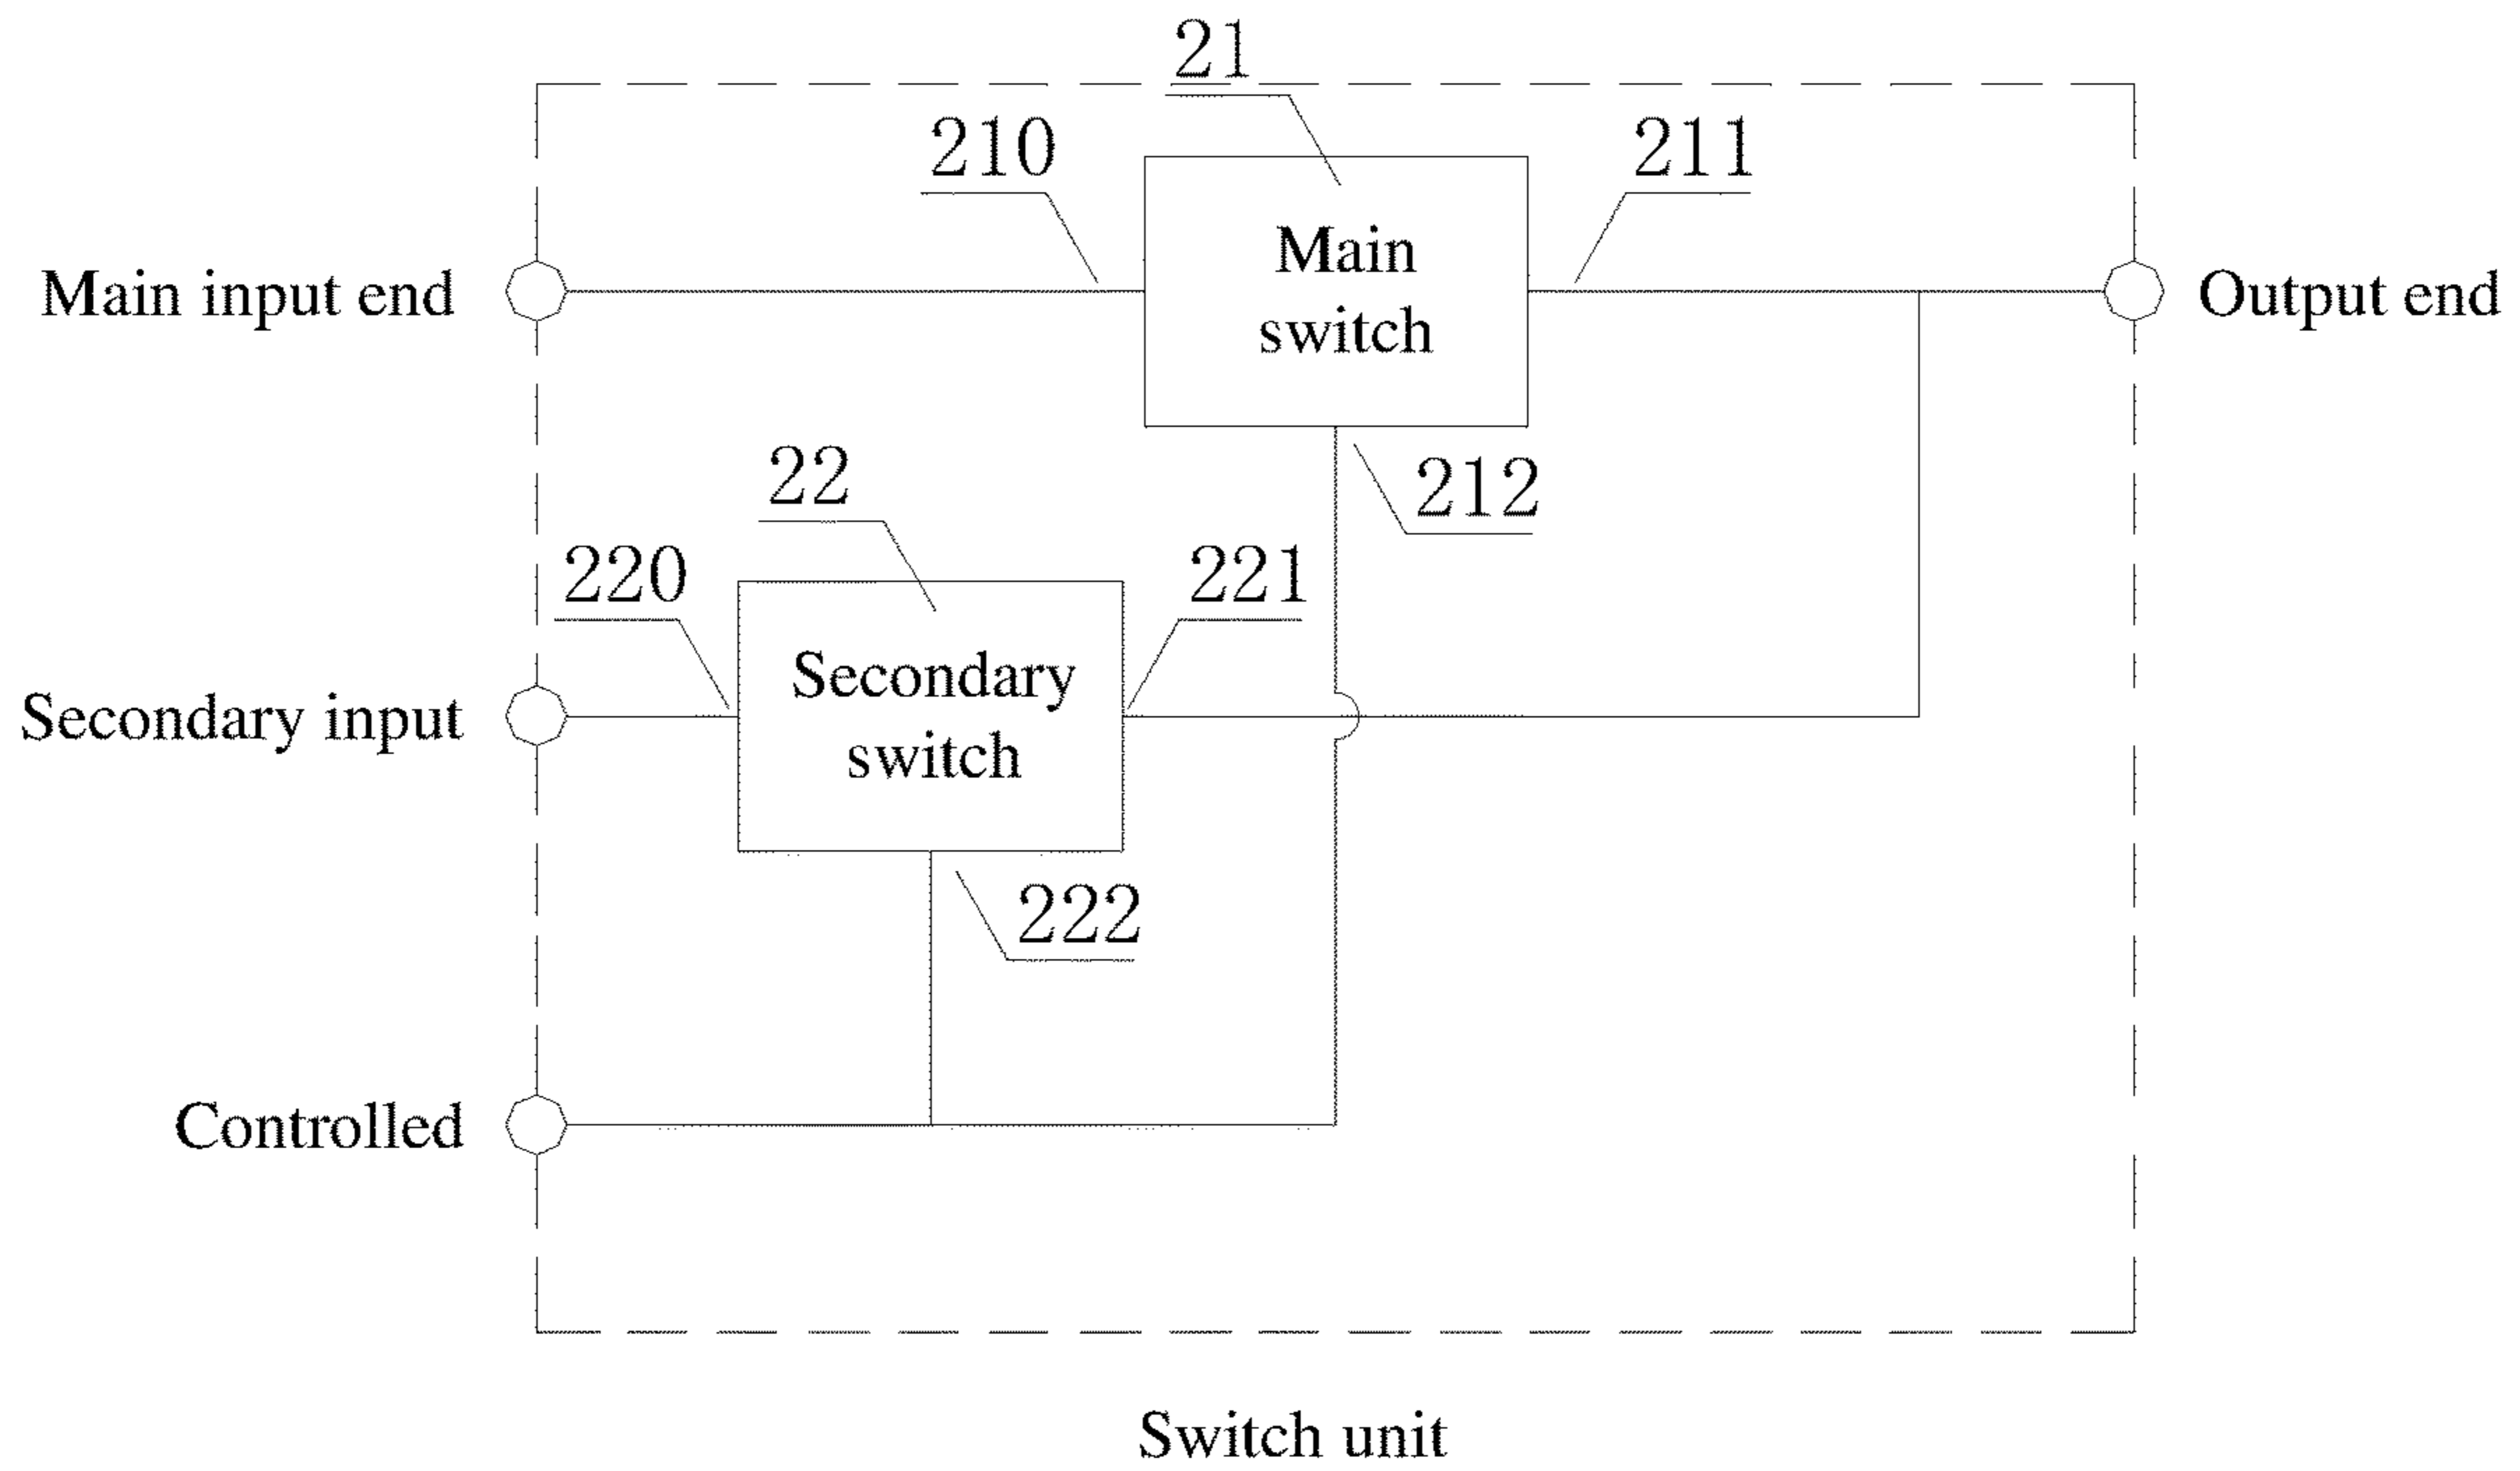 21
210
211
Main
switch
Main input end
Output end
212
22
220
221
Secondary
switch
Secondary input
222
Controlled
Switch unit